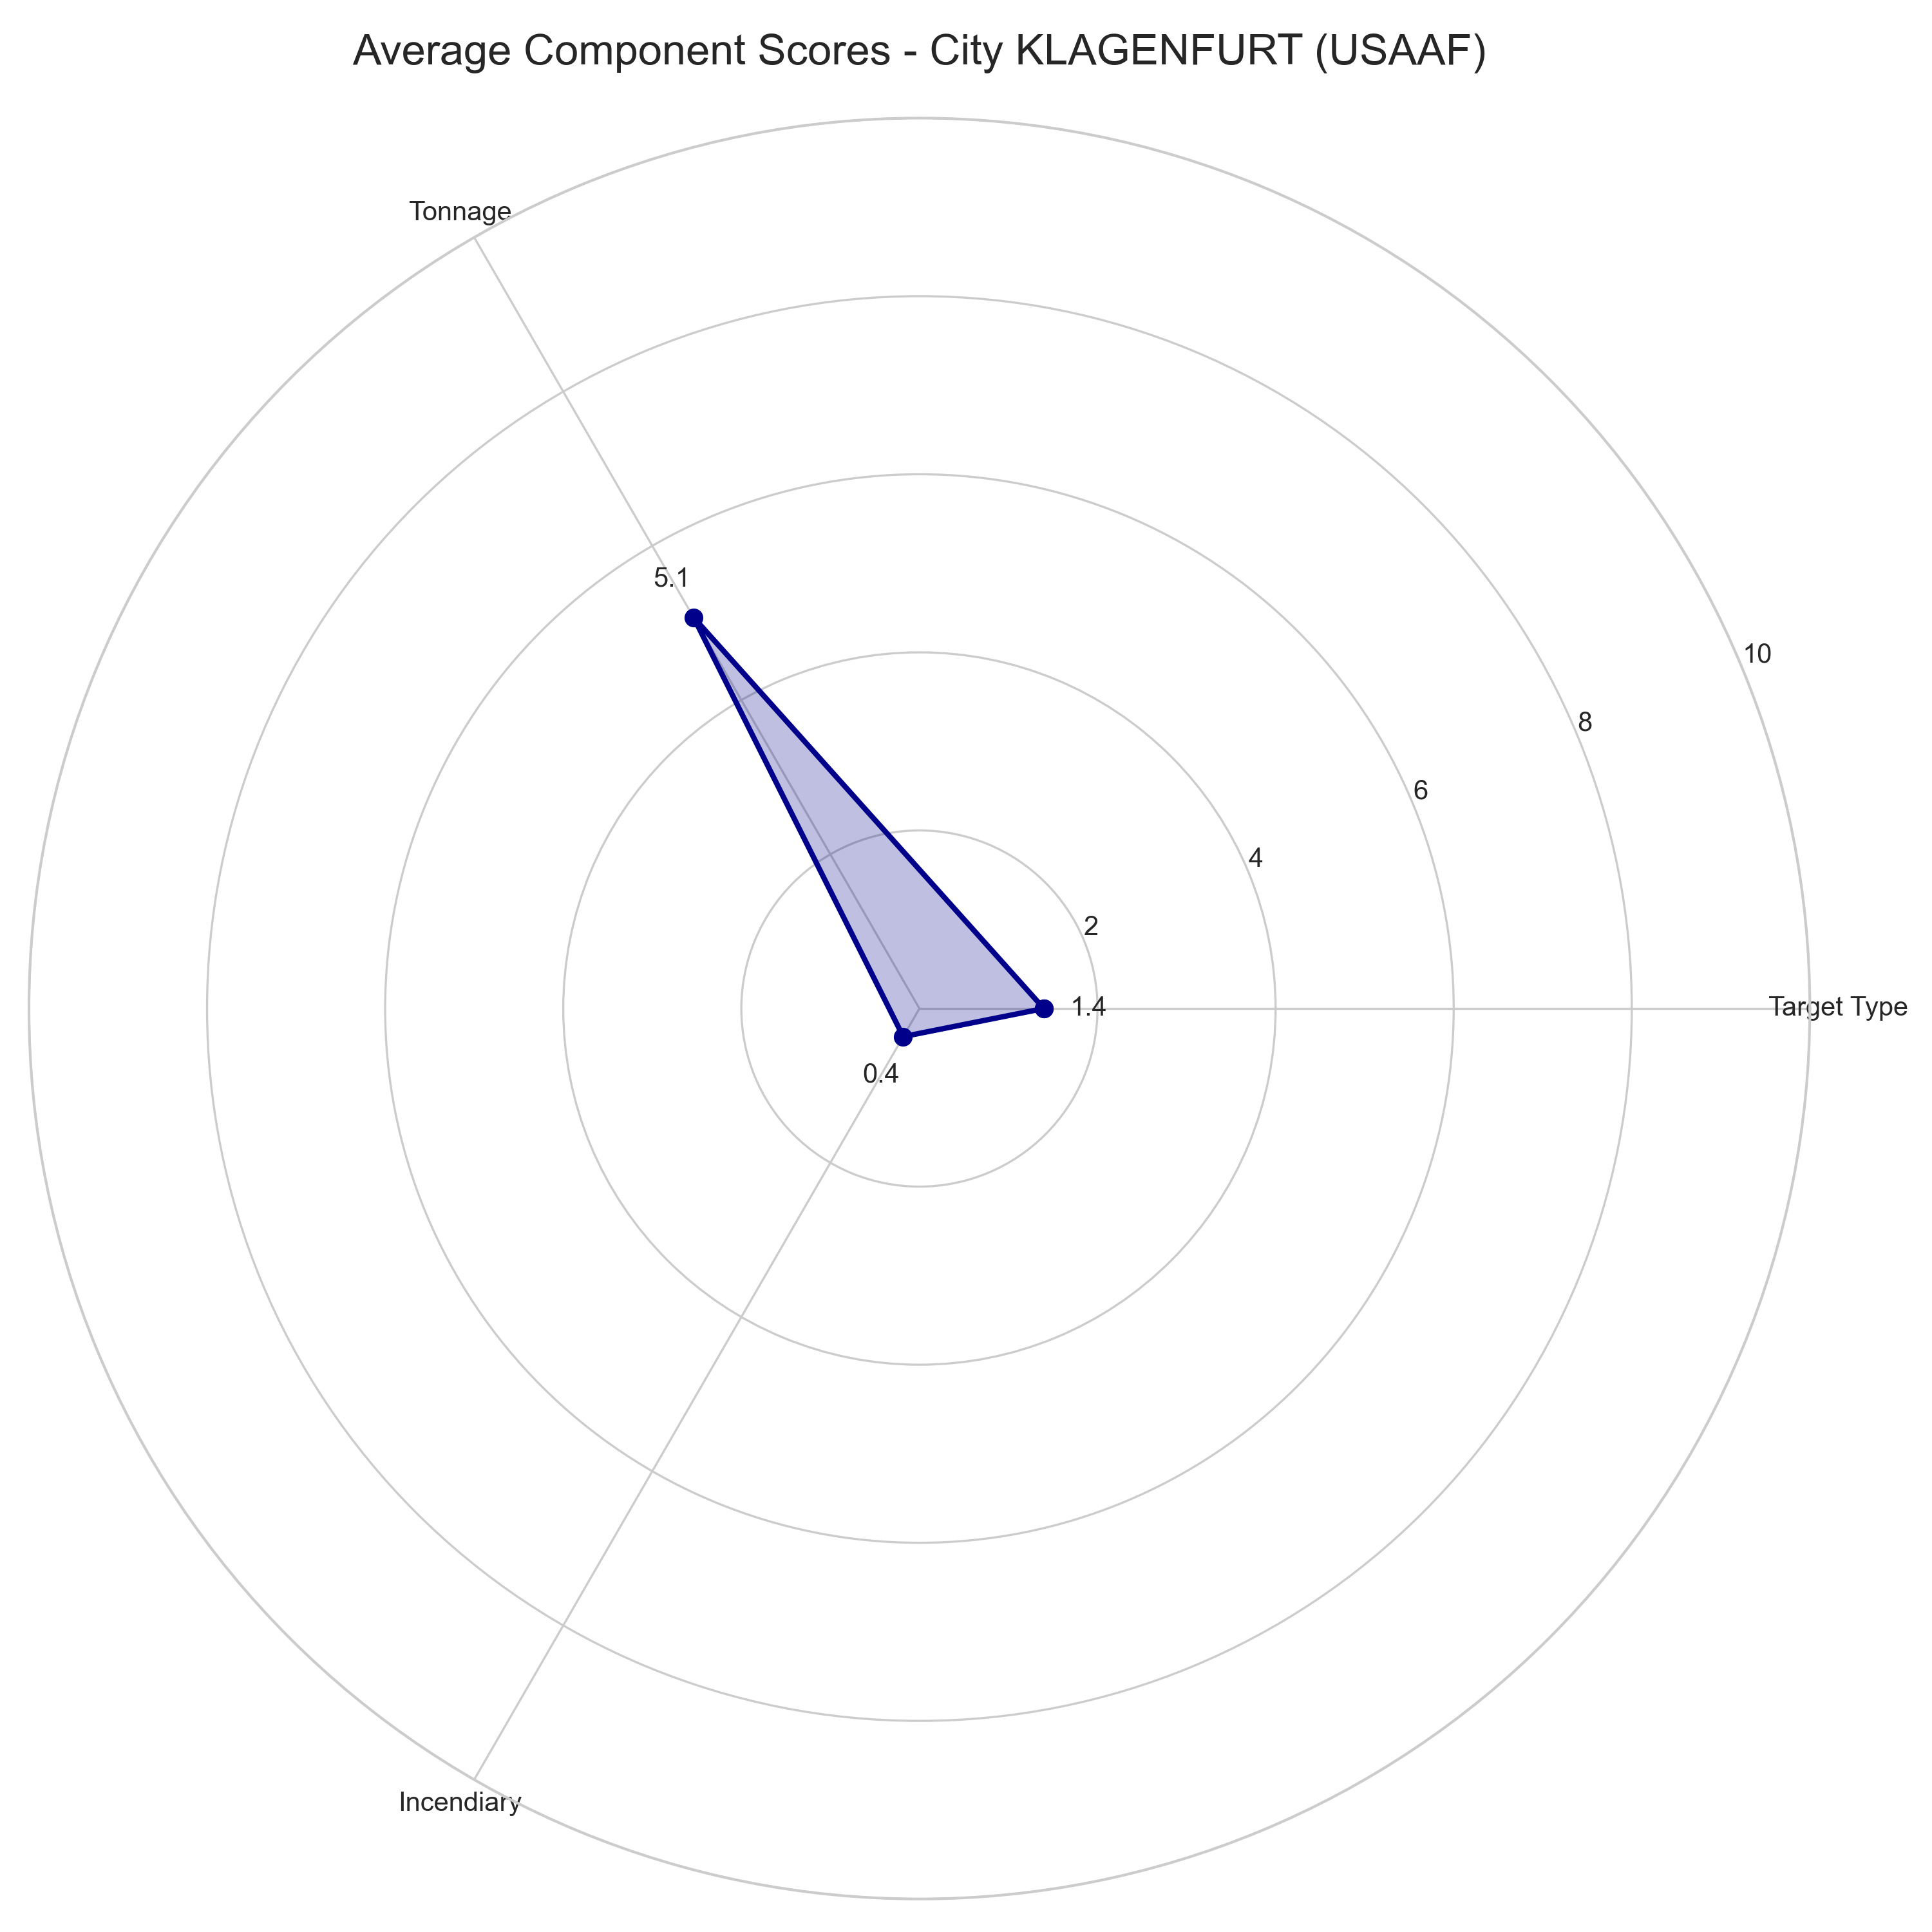 Average Component Scores - City KLAGENFURT (USAAF)
Tonnage
5.1
10
8
6
4
2
1.4
Target Type
0.4
Incendiary